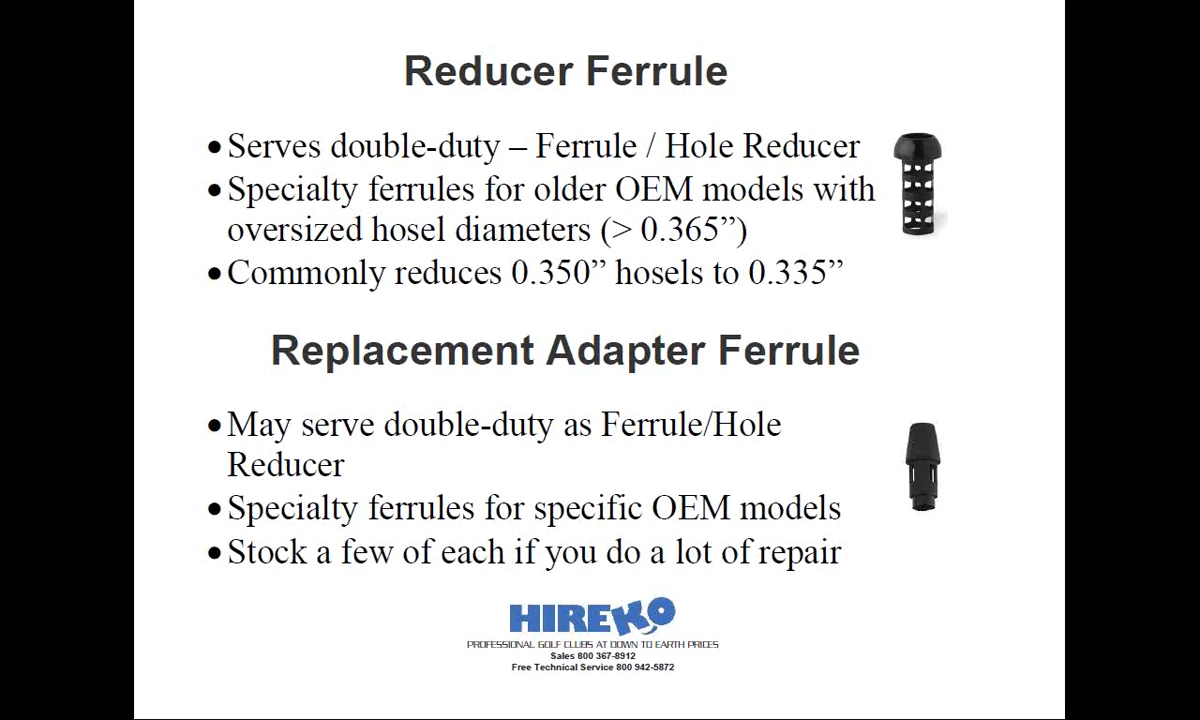 Reducer Ferrule
•Serves double-duty – Ferrule / Hole Reducer
•Specialty ferrules for older OEM models with
oversized hosel diameters (> 0.365”)
•Commonly reduces 0.350” hosels to 0.335”
Replacement Adapter Ferrule
•May serve double-duty as Ferrule/Hole
Reducer
•Specialty ferrules for specific OEM models
•Stock a few of each if you do a lot of repair
HIREKO
PROFESSIONAL GOLF CLUBS AT DOWN TO EARTH PRICES
Sales 800 367-8912
Free Technical Service 800 942-5872